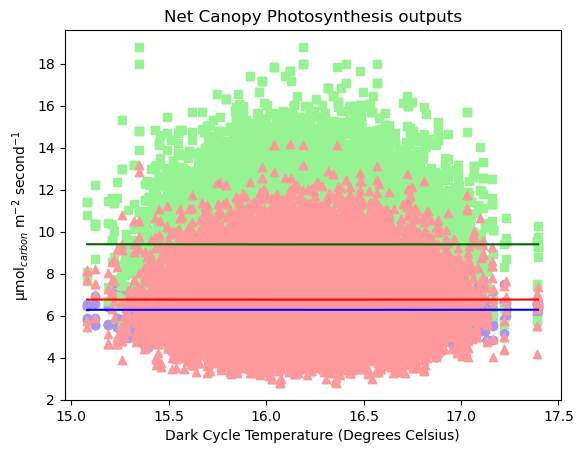 Net Canopy Photosynthesis outputs
μmol_carbon m⁻² second⁻¹
18
16
14
12
10
8
6
4
2
15.0 15.5 16.0 16.5 17.0 17.5
Dark Cycle Temperature (Degrees Celsius)